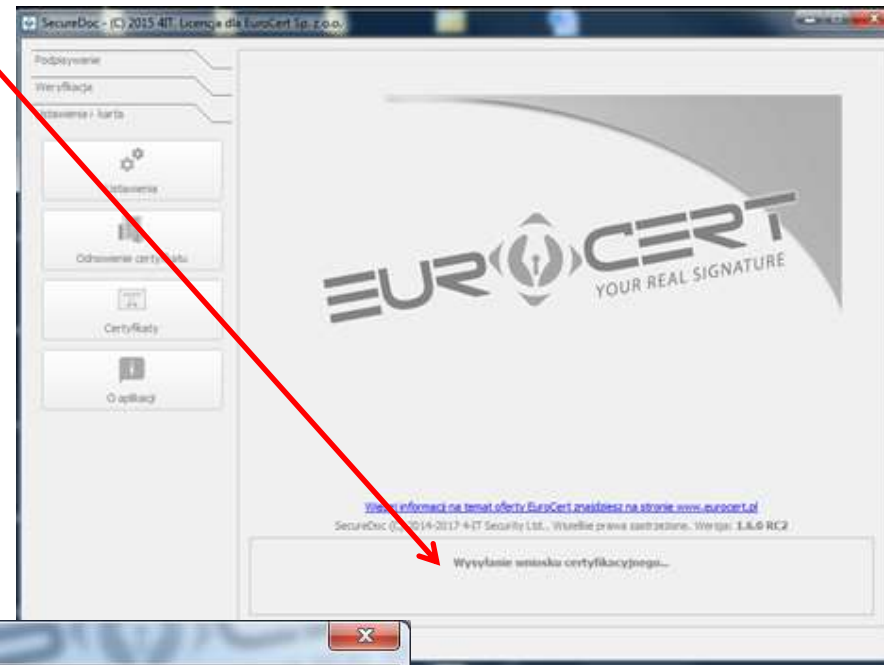 SecureDoc - (C) 2015 4IT. Licencja dla EuroCert Sp. z.o.o.
Podpisywanie
Weryfikacja
Ustawienia i karta
Ustawienia
Odnowienie certyfikatu
Certyfikaty
O aplikacji
EUROCERT
YOUR REAL SIGNATURE
Więcej informacji na temat oferty EuroCert znajdziesz na stronie www.eurocert.pl
SecureDoc (C) 2014-2017 4-IT Security Ltd.. Wszelkie prawa zastrzeżone. Wersja: 1.6.0 RC2
Wysyłanie wniosku certyfikacyjnego...